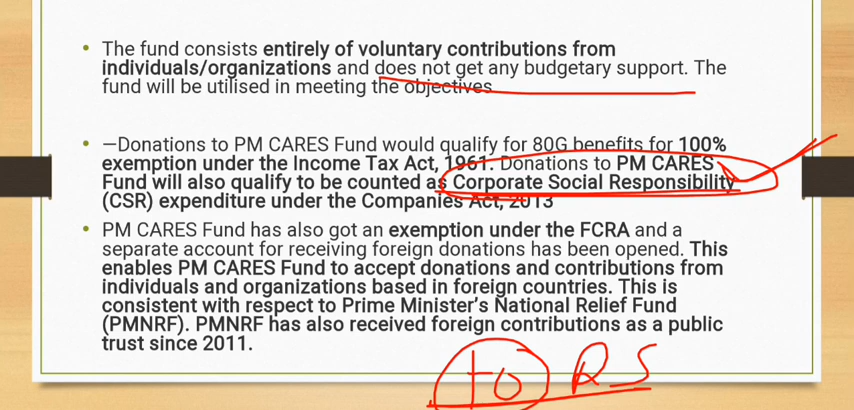 • The fund consists entirely of voluntary contributions from
individuals/organizations and does not get any budgetary support. The
fund will be utilised in meeting the objectives
• —Donations to PM CARES Fund would qualify for 80G benefits for 100%
exemption under the Income Tax Act, 1961. Donations to PM CARES
Fund will also qualify to be counted as Corporate Social Responsibility
(CSR) expenditure under the Companies Act, 2013
• PM CARES Fund has also got an exemption under the FCRA and a
separate account for receiving foreign donations has been opened. This
enables PM CARES Fund to accept donations and contributions from
individuals and organizations based in foreign countries. This is
consistent with respect to Prime Minister's National Relief Fund
(PMNRF). PMNRF has also received foreign contributions as a public
trust since 2011.
10 RS